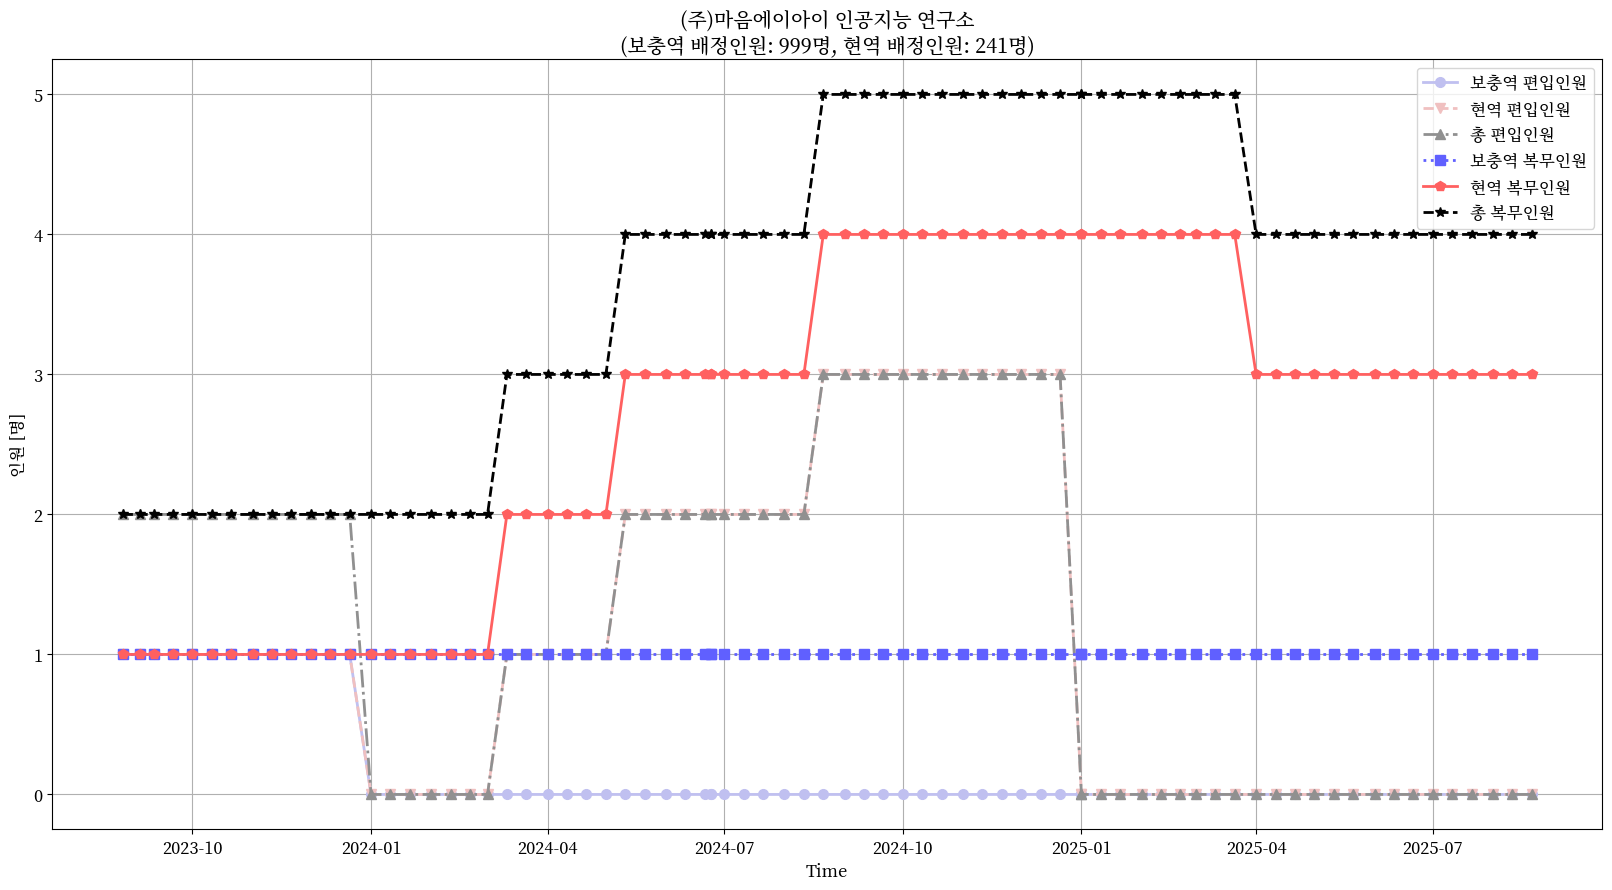 (주)마음에이아이 인공지능 연구소
(보충역 배정인원: 999명, 현역 배정인원: 241명)
보충역 편입인원
현역 편입인원
총 편입인원
보충역 복무인원
현역 복무인원
총 복무인원
인원 [명]
5
4
3
2
1
0
2023-10
2024-01
2024-04
2024-07
2024-10
2025-01
2025-04
2025-07
Time